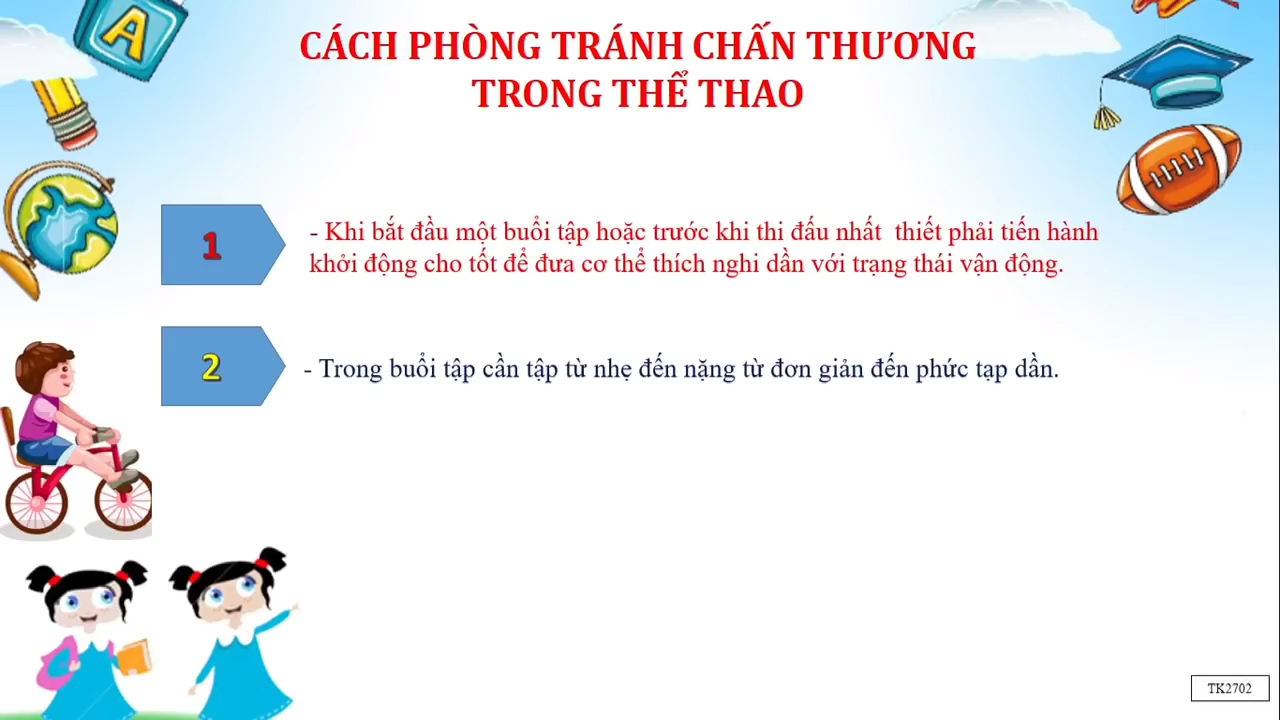 A
CÁCH PHÒNG TRÁNH CHẤN THƯƠNG
TRONG THỂ THAO
1
- Khi bắt đầu một buổi tập hoặc trước khi thi đấu nhất thiết phải tiến hành
khởi động cho tốt để đưa cơ thể thích nghi dần với trạng thái vận động.
2
- Trong buổi tập cần tập từ nhẹ đến nặng từ đơn giản đến phức tạp dần.
TK2702